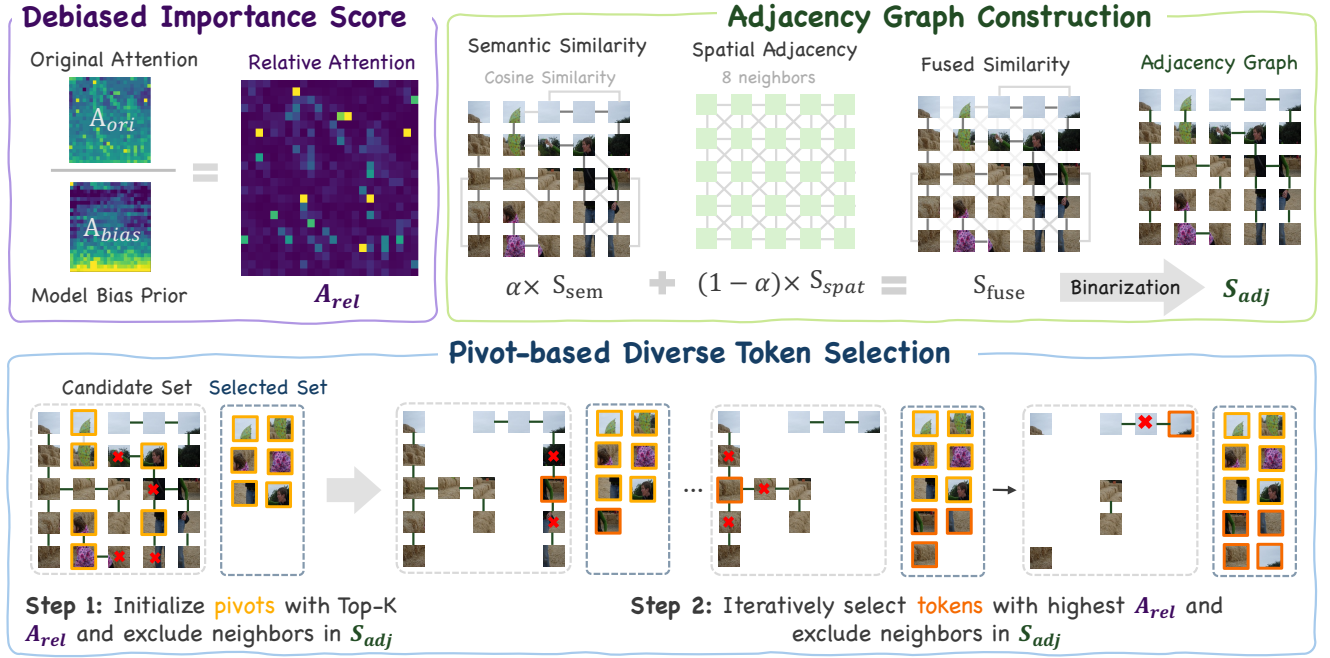 Debiased Importance Score
Original Attention
A_ori
A_bias
Model Bias Prior
=
Relative Attention
A_rel
Adjacency Graph Construction
Semantic Similarity
Cosine Similarity
α× S_sem
+
Spatial Adjacency
8 neighbors
(1 − α)× S_spat
=
Fused Similarity
S_fuse
Binarization
Adjacency Graph
S_adj
Pivot-based Diverse Token Selection
Candidate Set
Selected Set
...
Step 1: Initialize pivots with Top-K
A_rel and exclude neighbors in S_adj
Step 2: Iteratively select tokens with highest A_rel and
exclude neighbors in S_adj